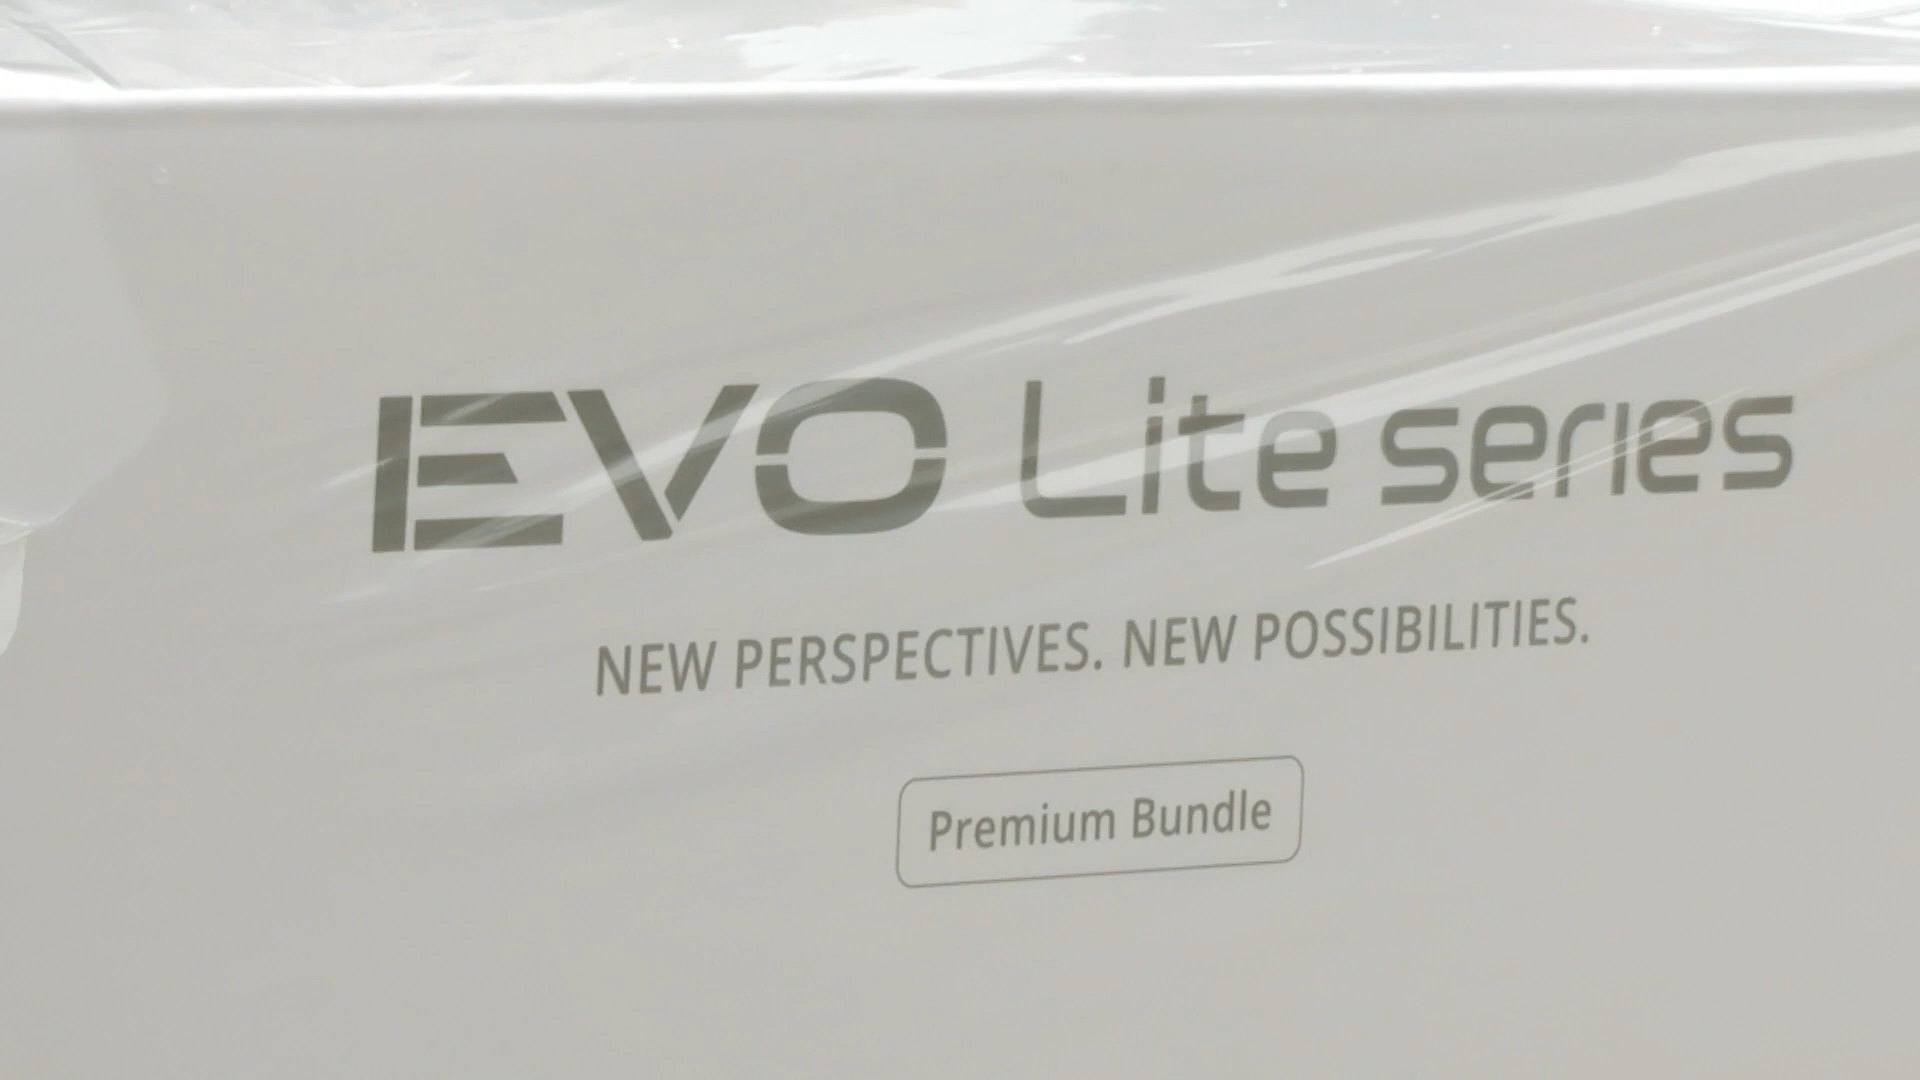 EVO Lite series
NEW PERSPECTIVES. NEW POSSIBILITIES.
Premium Bundle